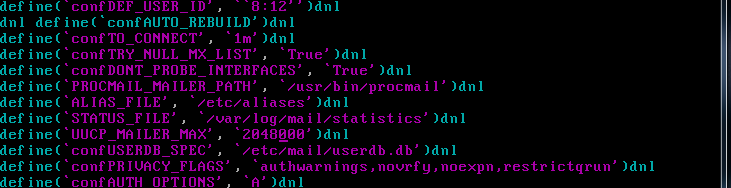 define(`confDEF_USER_ID', ``8:12'')dnl
dnl define(`confAUTO_REBUILD')dnl
define(`confTO_CONNECT', `1m')dnl
define(`confTRY_NULL_MX_LIST', `True')dnl
define(`confDONT_PROBE_INTERFACES', `True')dnl
define(`PROCMAIL_MAILER_PATH', `/usr/bin/procmail')dnl
define(`ALIAS_FILE', `/etc/aliases')dnl
define(`STATUS_FILE', `/var/log/mail/statistics')dnl
define(`UUCP_MAILER_MAX', `2048000')dnl
define(`confUSERDB_SPEC', `/etc/mail/userdb.db')dnl
define(`confPRIVACY_FLAGS', `authwarnings,novrfy,noexpn,restrictqrun')dnl
define(`confAUTH_OPTIONS', `A')dnl